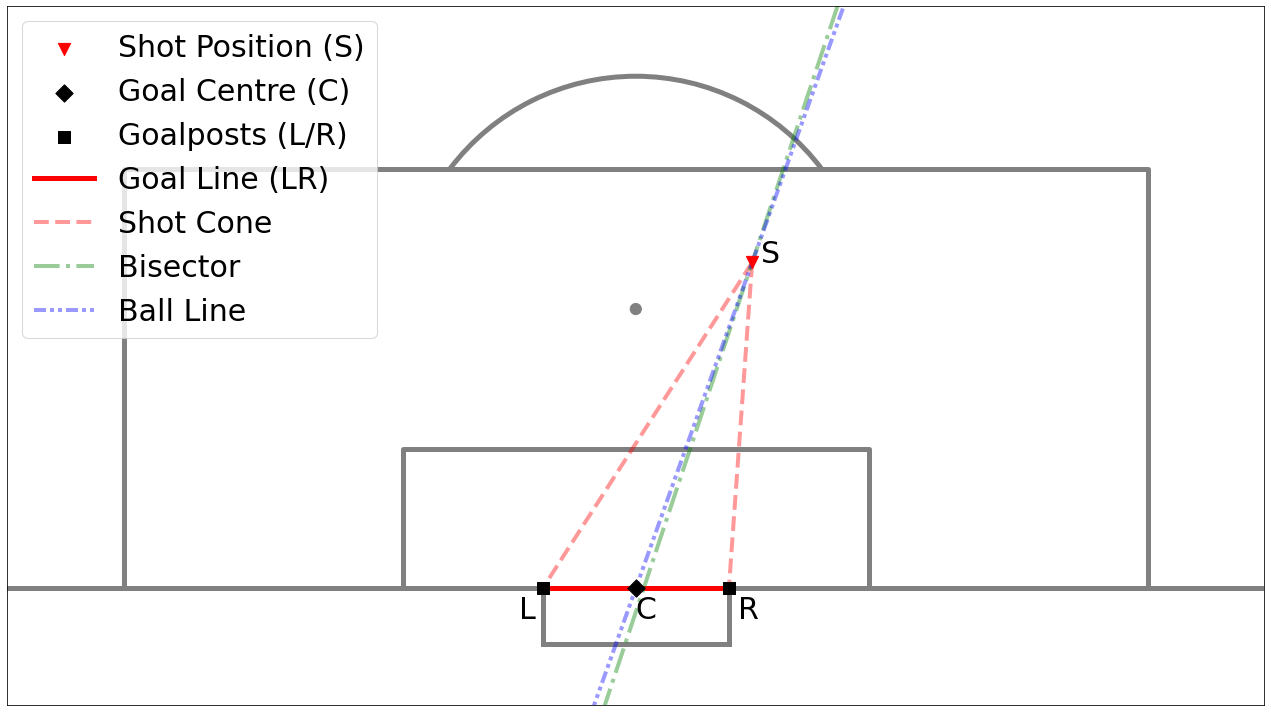 Shot Position (S)
Goal Centre (C)
Goalposts (L/R)
Goal Line (LR)
Shot Cone
Bisector
Ball Line
S
L
C
R